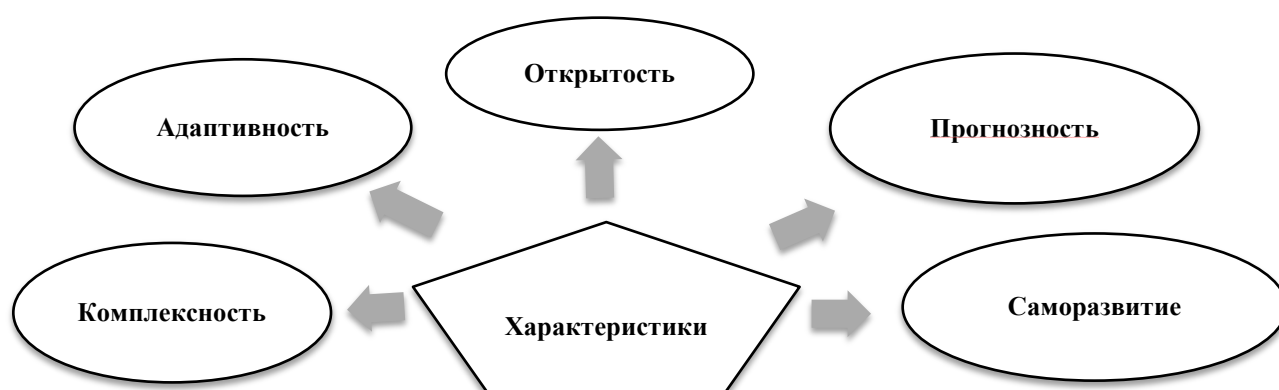 Открытость
Адаптивность
Прогнозность
Комплексность
Характеристики
Саморазвитие